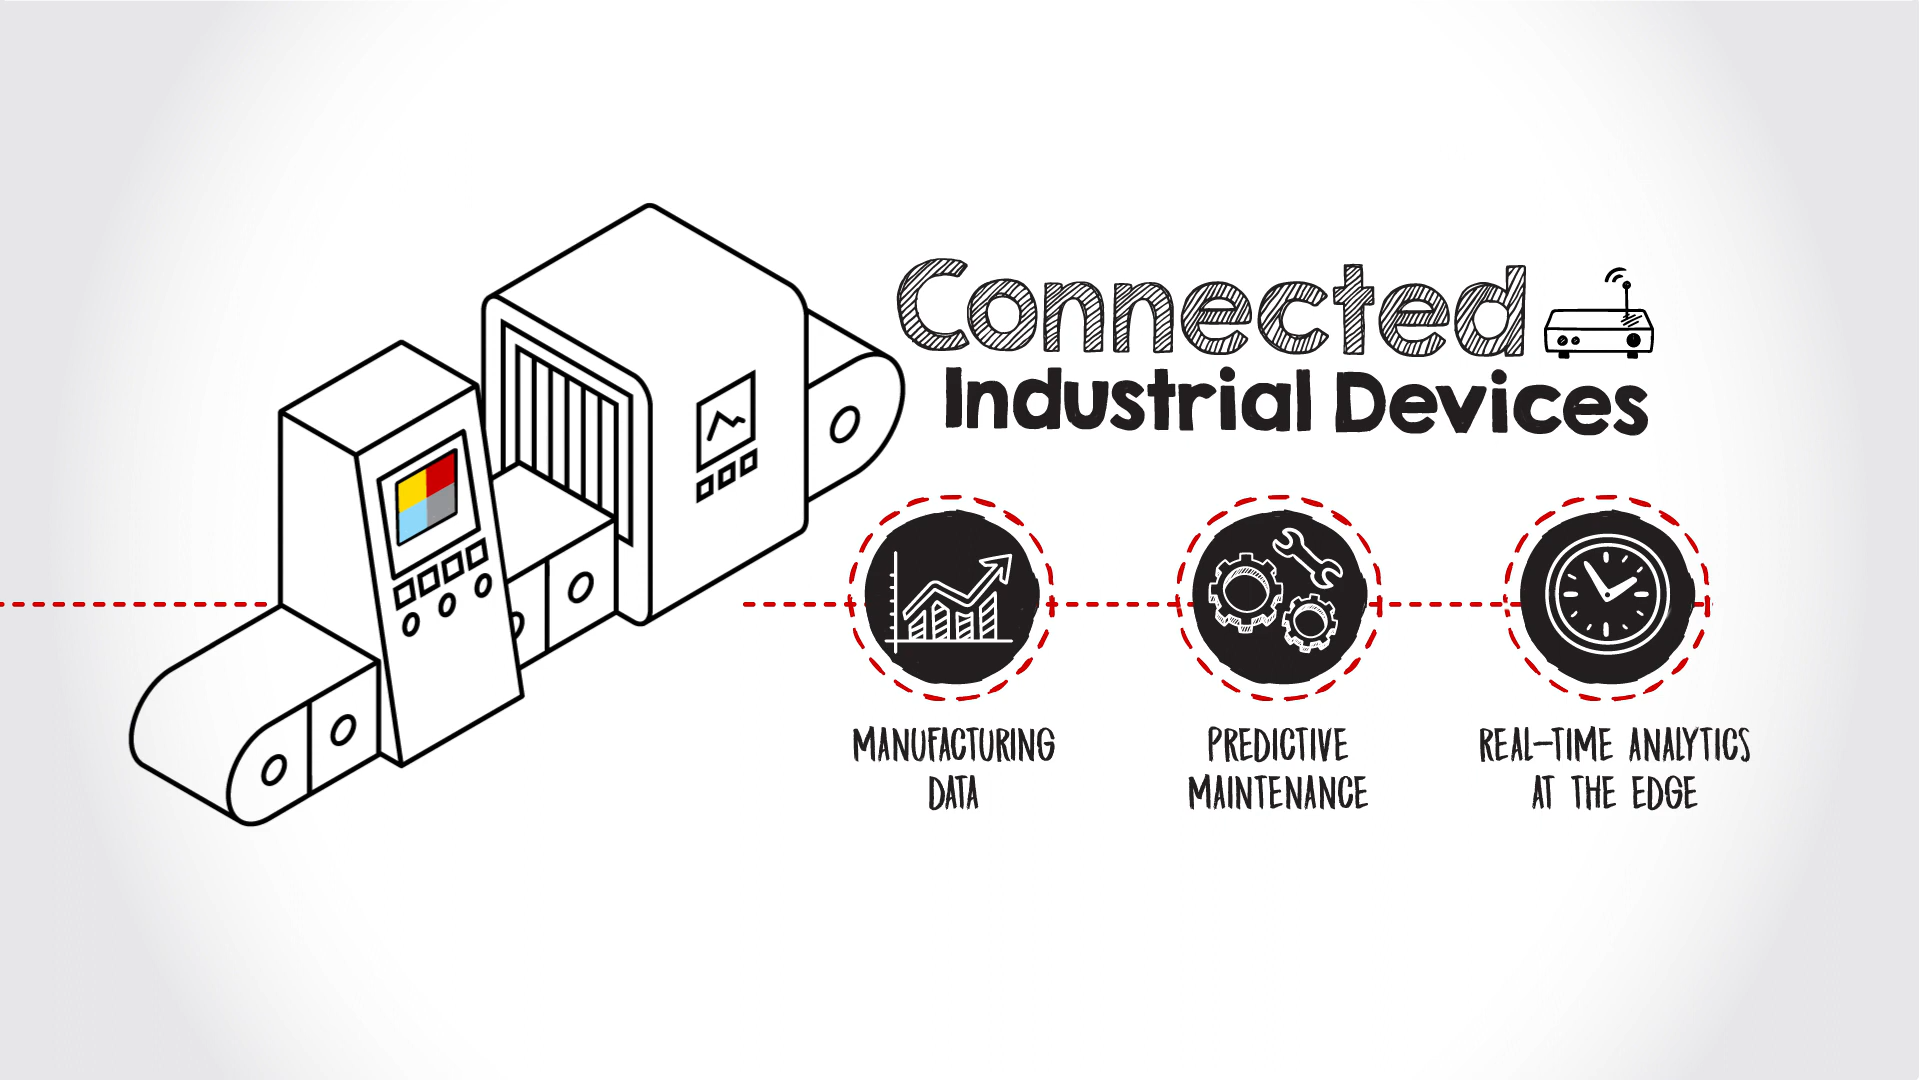 Connected
Industrial Devices
MANUFACTURING
DATA
PREDICTIVE
MAINTENANCE
REAL-TIME ANALYTICS
AT THE EDGE